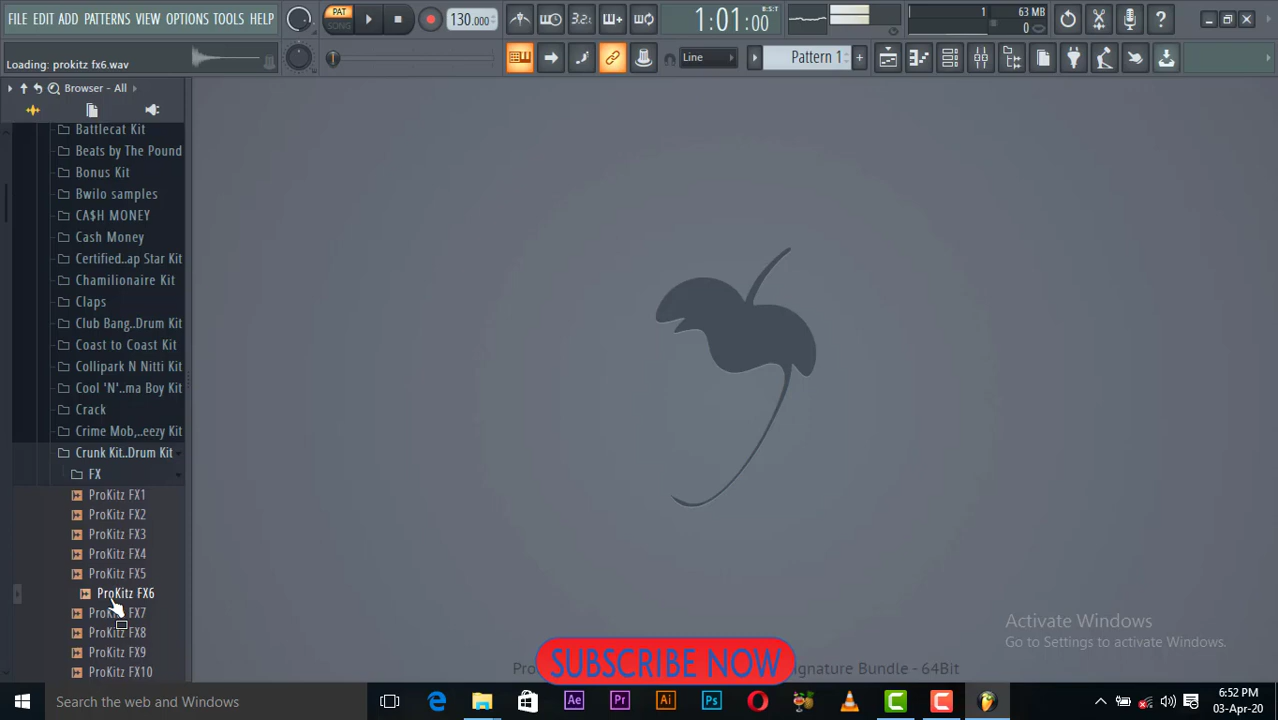 FILE EDIT ADD PATTERNS VIEW OPTIONS TOOLS HELP
PAT
SONG
130.000
3.2
1:01:00
B:S:T
1
63 MB
0
Loading: prokitz fx6.wav
Line
Pattern 1
Browser - All
Battlecat Kit
Beats by The Pound
Bonus Kit
Bwilo samples
CA$H MONEY
Cash Money
Certified..ap Star Kit
Chamilionaire Kit
Claps
Club Bang..Drum Kit
Coast to Coast Kit
Collipark N Nitti Kit
Cool 'N'..ma Boy Kit
Crack
Crime Mob,..eezy Kit
Crunk Kit..Drum Kit
FX
ProKitz FX1
ProKitz FX2
ProKitz FX3
ProKitz FX4
ProKitz FX5
ProKitz FX6
ProKitz FX7
ProKitz FX8
ProKitz FX9
ProKitz FX10
Activate Windows
Go to Settings to activate Windows.
SUBSCRIBE NOW
Signature Bundle - 64Bit
Search the web and Windows
Ae
Pr
Ai
Ps
6:52 PM
03-Apr-20